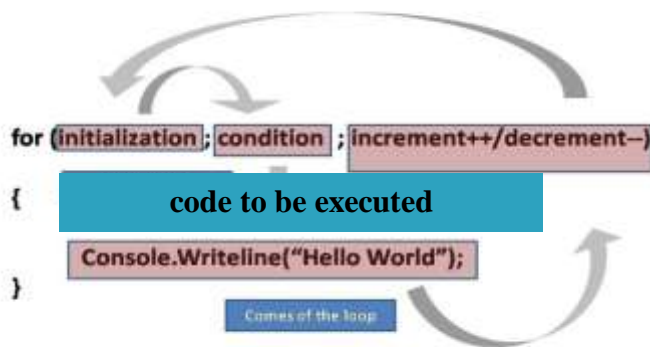 for (initialization ; condition ; increment++/decrement--)
{
code to be executed
Console.Writeline(“Hello World”);
}
Comes of the loop